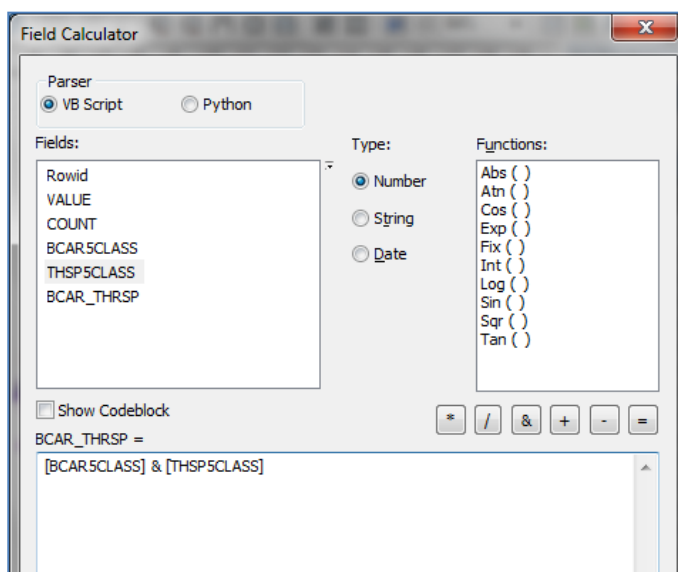 Field Calculator
x
Parser
VB Script Python
Fields:
Rowid
VALUE
COUNT
BCAR5CLASS
THSP5CLASS
BCAR_THRSP
Type:
Number
String
Date
Functions:
Abs ( )
Atn ( )
Cos ( )
Exp ( )
Fix ( )
Int ( )
Log ( )
Sin ( )
Sqr ( )
Tan ( )
Show Codeblock
* / & + - =
BCAR_THRSP =
[BCAR5CLASS] & [THSP5CLASS]